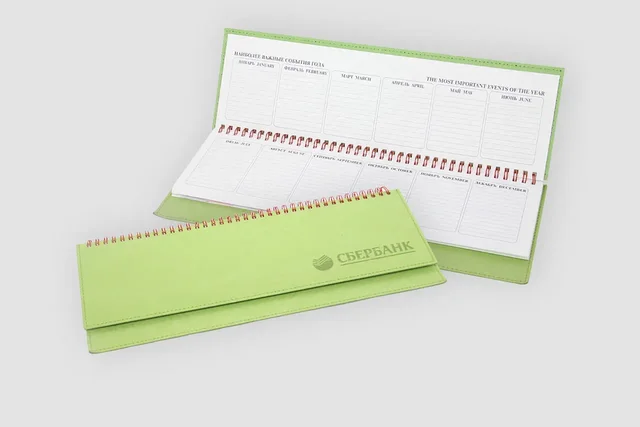 НАИБОЛЕЕ ВАЖНЫЕ СОБЫТИЯ ГОДА
THE MOST IMPORTANT EVENTS OF THE YEAR
ЯНВАРЬ JANUARY
ФЕВРАЛЬ FEBRUARY
МАРТ MARCH
АПРЕЛЬ APRIL
МАЙ MAY
ИЮНЬ JUNE
ИЮЛЬ JULY
АВГУСТ AUGUST
СЕНТЯБРЬ SEPTEMBER
ОКТЯБРЬ OCTOBER
НОЯБРЬ NOVEMBER
ДЕКАБРЬ DECEMBER
СБЕРБАНК